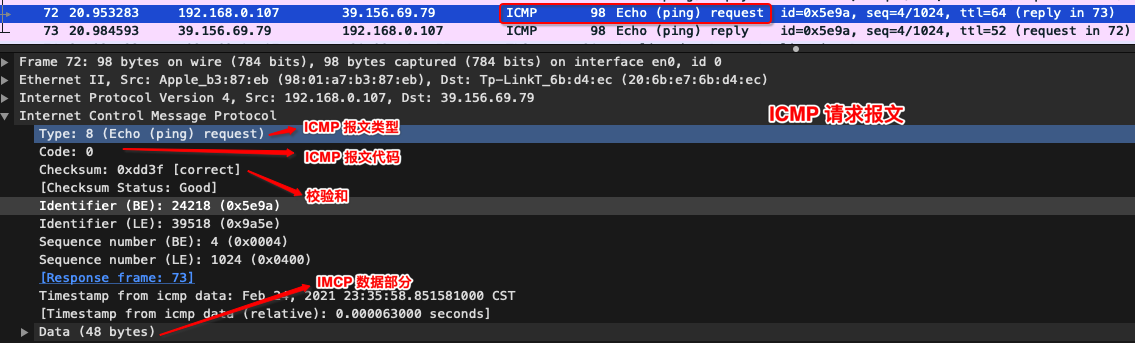 72 20.953283 192.168.0.107 39.156.69.79 ICMP 98 Echo (ping) request id=0x5e9a, seq=4/1024, ttl=64 (reply in 73)
73 20.984593 39.156.69.79 192.168.0.107 ICMP 98 Echo (ping) reply id=0x5e9a, seq=4/1024, ttl=52 (request in 72)
Frame 72: 98 bytes on wire (784 bits), 98 bytes captured (784 bits) on interface en0, id 0
Ethernet II, Src: Apple_b3:87:eb (98:01:a7:b3:87:eb), Dst: Tp-LinkT_6b:d4:ec (20:6b:e7:6b:d4:ec)
Internet Protocol Version 4, Src: 192.168.0.107, Dst: 39.156.69.79
Internet Control Message Protocol
ICMP 请求报文
Type: 8 (Echo (ping) request)
ICMP 报文类型
Code: 0
ICMP 报文代码
Checksum: 0xdd3f [correct]
[Checksum Status: Good]
校验和
Identifier (BE): 24218 (0x5e9a)
Identifier (LE): 39518 (0x9a5e)
Sequence number (BE): 4 (0x0004)
Sequence number (LE): 1024 (0x0400)
[Response frame: 73]
IMCP 数据部分
Timestamp from icmp data: Feb 24, 2021 23:35:58.851581000 CST
[Timestamp from icmp data (relative): 0.000063000 seconds]
Data (48 bytes)